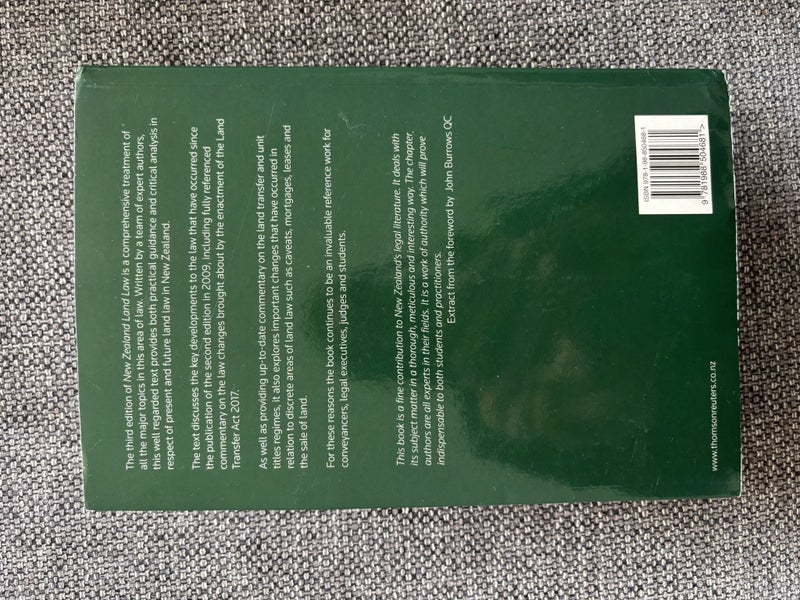 The third edition of New Zealand Land Law is a comprehensive treatment of
all the major topics in this area of law. Written by a team of expert authors,
this well regarded text provides both practical guidance and critical analysis in
respect of present and future land law in New Zealand.
The text discusses the key developments to the law that have occurred since
the publication of the second edition in 2009, including fully referenced
commentary on the law changes brought about by the enactment of the Land
Transfer Act 2017.
As well as providing up-to-date commentary on the land transfer and unit
titles regimes, it also explores important changes that have occurred in
relation to discrete areas of land law such as caveats, mortgages, leases and
the sale of land.
For these reasons the book continues to be an invaluable reference work for
conveyancers, legal executives, judges and students.
This book is a fine contribution to New Zealand's legal literature. It deals with
its subject matter in a thorough, meticulous and interesting way. The chapter
authors are all experts in their fields. It is a work of authority which will prove
indispensable to both students and practitioners.
Extract from the foreword by John Burrows QC
ISBN 978-1-98-850468-1
9 781988 504681 >
www.thomsonreuters.co.nz